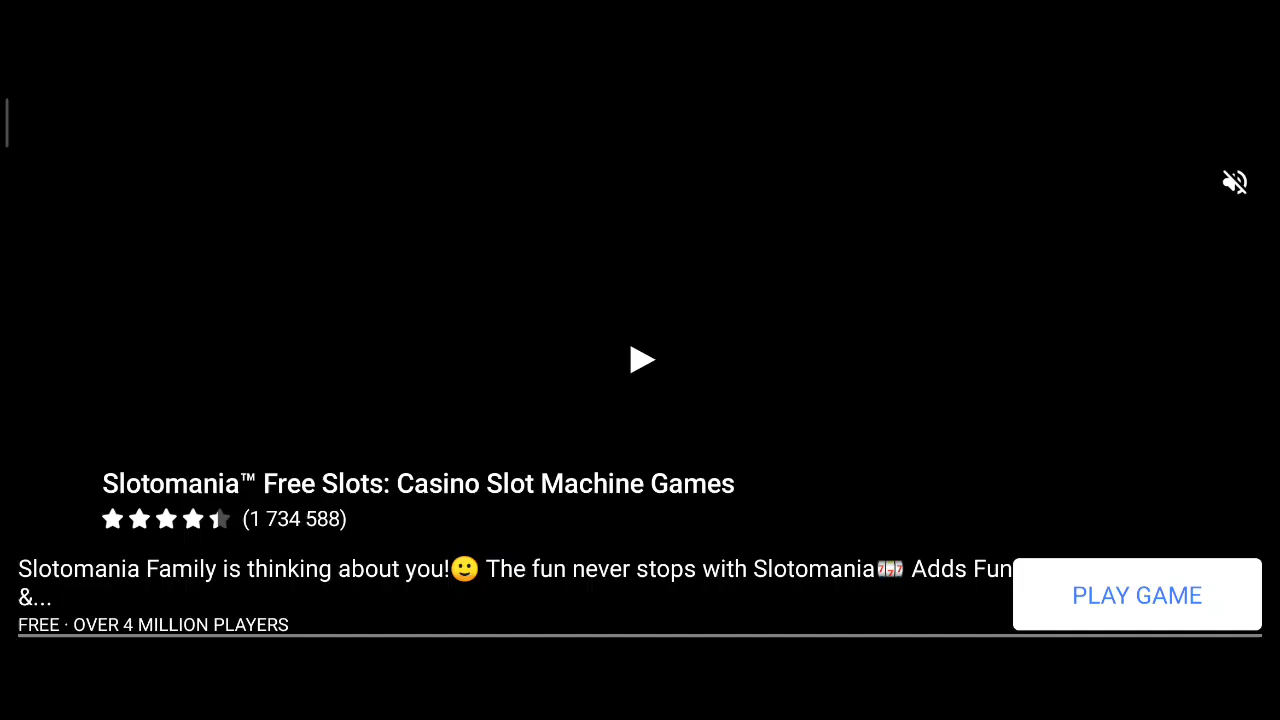 Slotomania™ Free Slots: Casino Slot Machine Games
(1 734 588)
Slotomania Family is thinking about you!🙂 The fun never stops with Slotomania🎰 Adds Fun
&...
FREE · OVER 4 MILLION PLAYERS
PLAY GAME